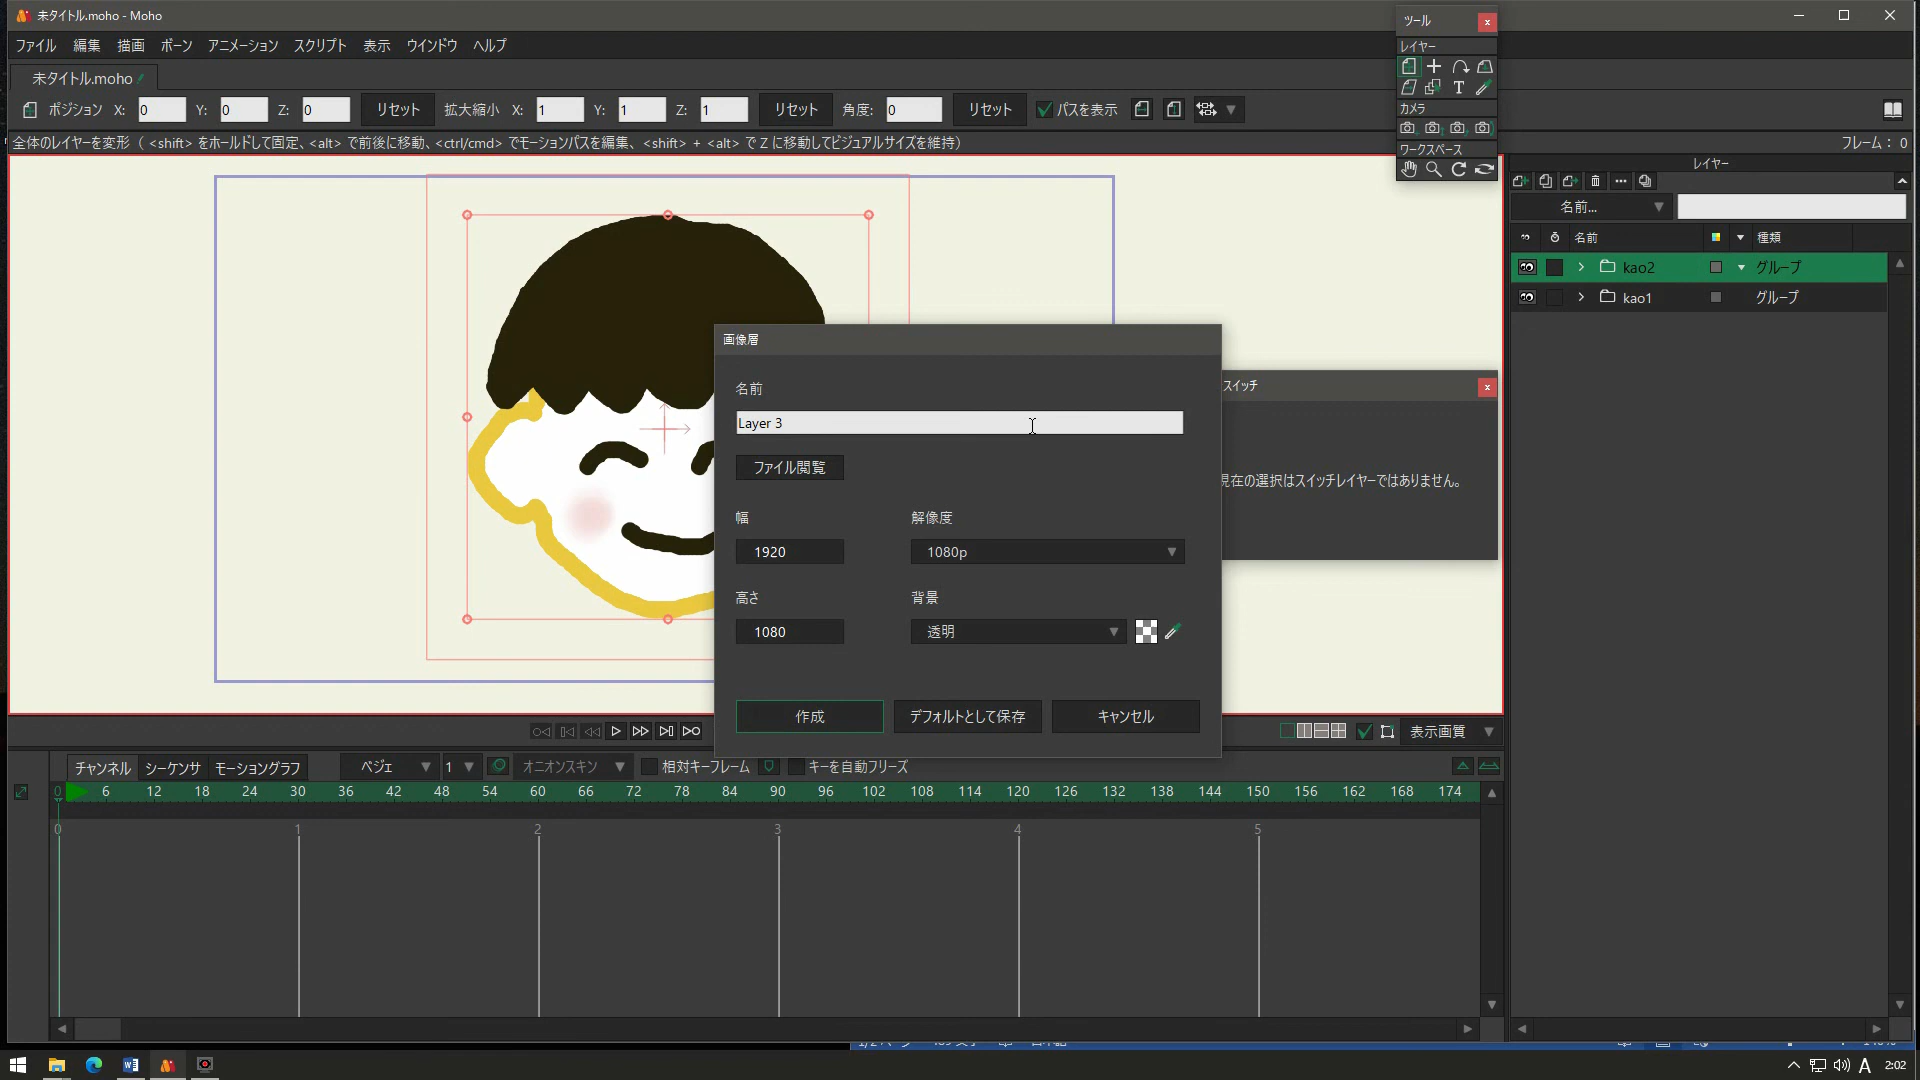 未タイトル.moho - Moho
ファイル 編集 描画 ボーン アニメーション スクリプト 表示 ウインドウ ヘルプ
未タイトル.moho
ポジション X: 0 Y: 0 Z: 0 リセット 拡大縮小 X: 1 Y: 1 Z: 1 リセット 角度: 0 リセット パスを表示
全体のレイヤーを変形（ <shift> をホールドして固定、<alt> で前後に移動、<ctrl/cmd> でモーションパスを編集、<shift> + <alt> で Z に移動してビジュアルサイズを維持）
フレーム： 0
ツール
レイヤー
カメラ
ワークスペース
レイヤー
名前...
名前 種類
kao2 グループ
kao1 グループ
画像層
名前
Layer 3
ファイル閲覧
幅 解像度
1920 1080p
高さ 背景
1080 透明
作成 デフォルトとして保存 キャンセル
スイッチ
現在の選択はスイッチレイヤーではありません。
表示画質
チャンネル シーケンサ モーショングラフ ベジェ 1 オニオンスキン 相対キーフレーム キーを自動フリーズ
0 6 12 18 24 30 36 42 48 54 60 66 72 78 84 90 96 102 108 114 120 126 132 138 144 150 156 162 168 174
0 1 2 3 4 5
A 2:02